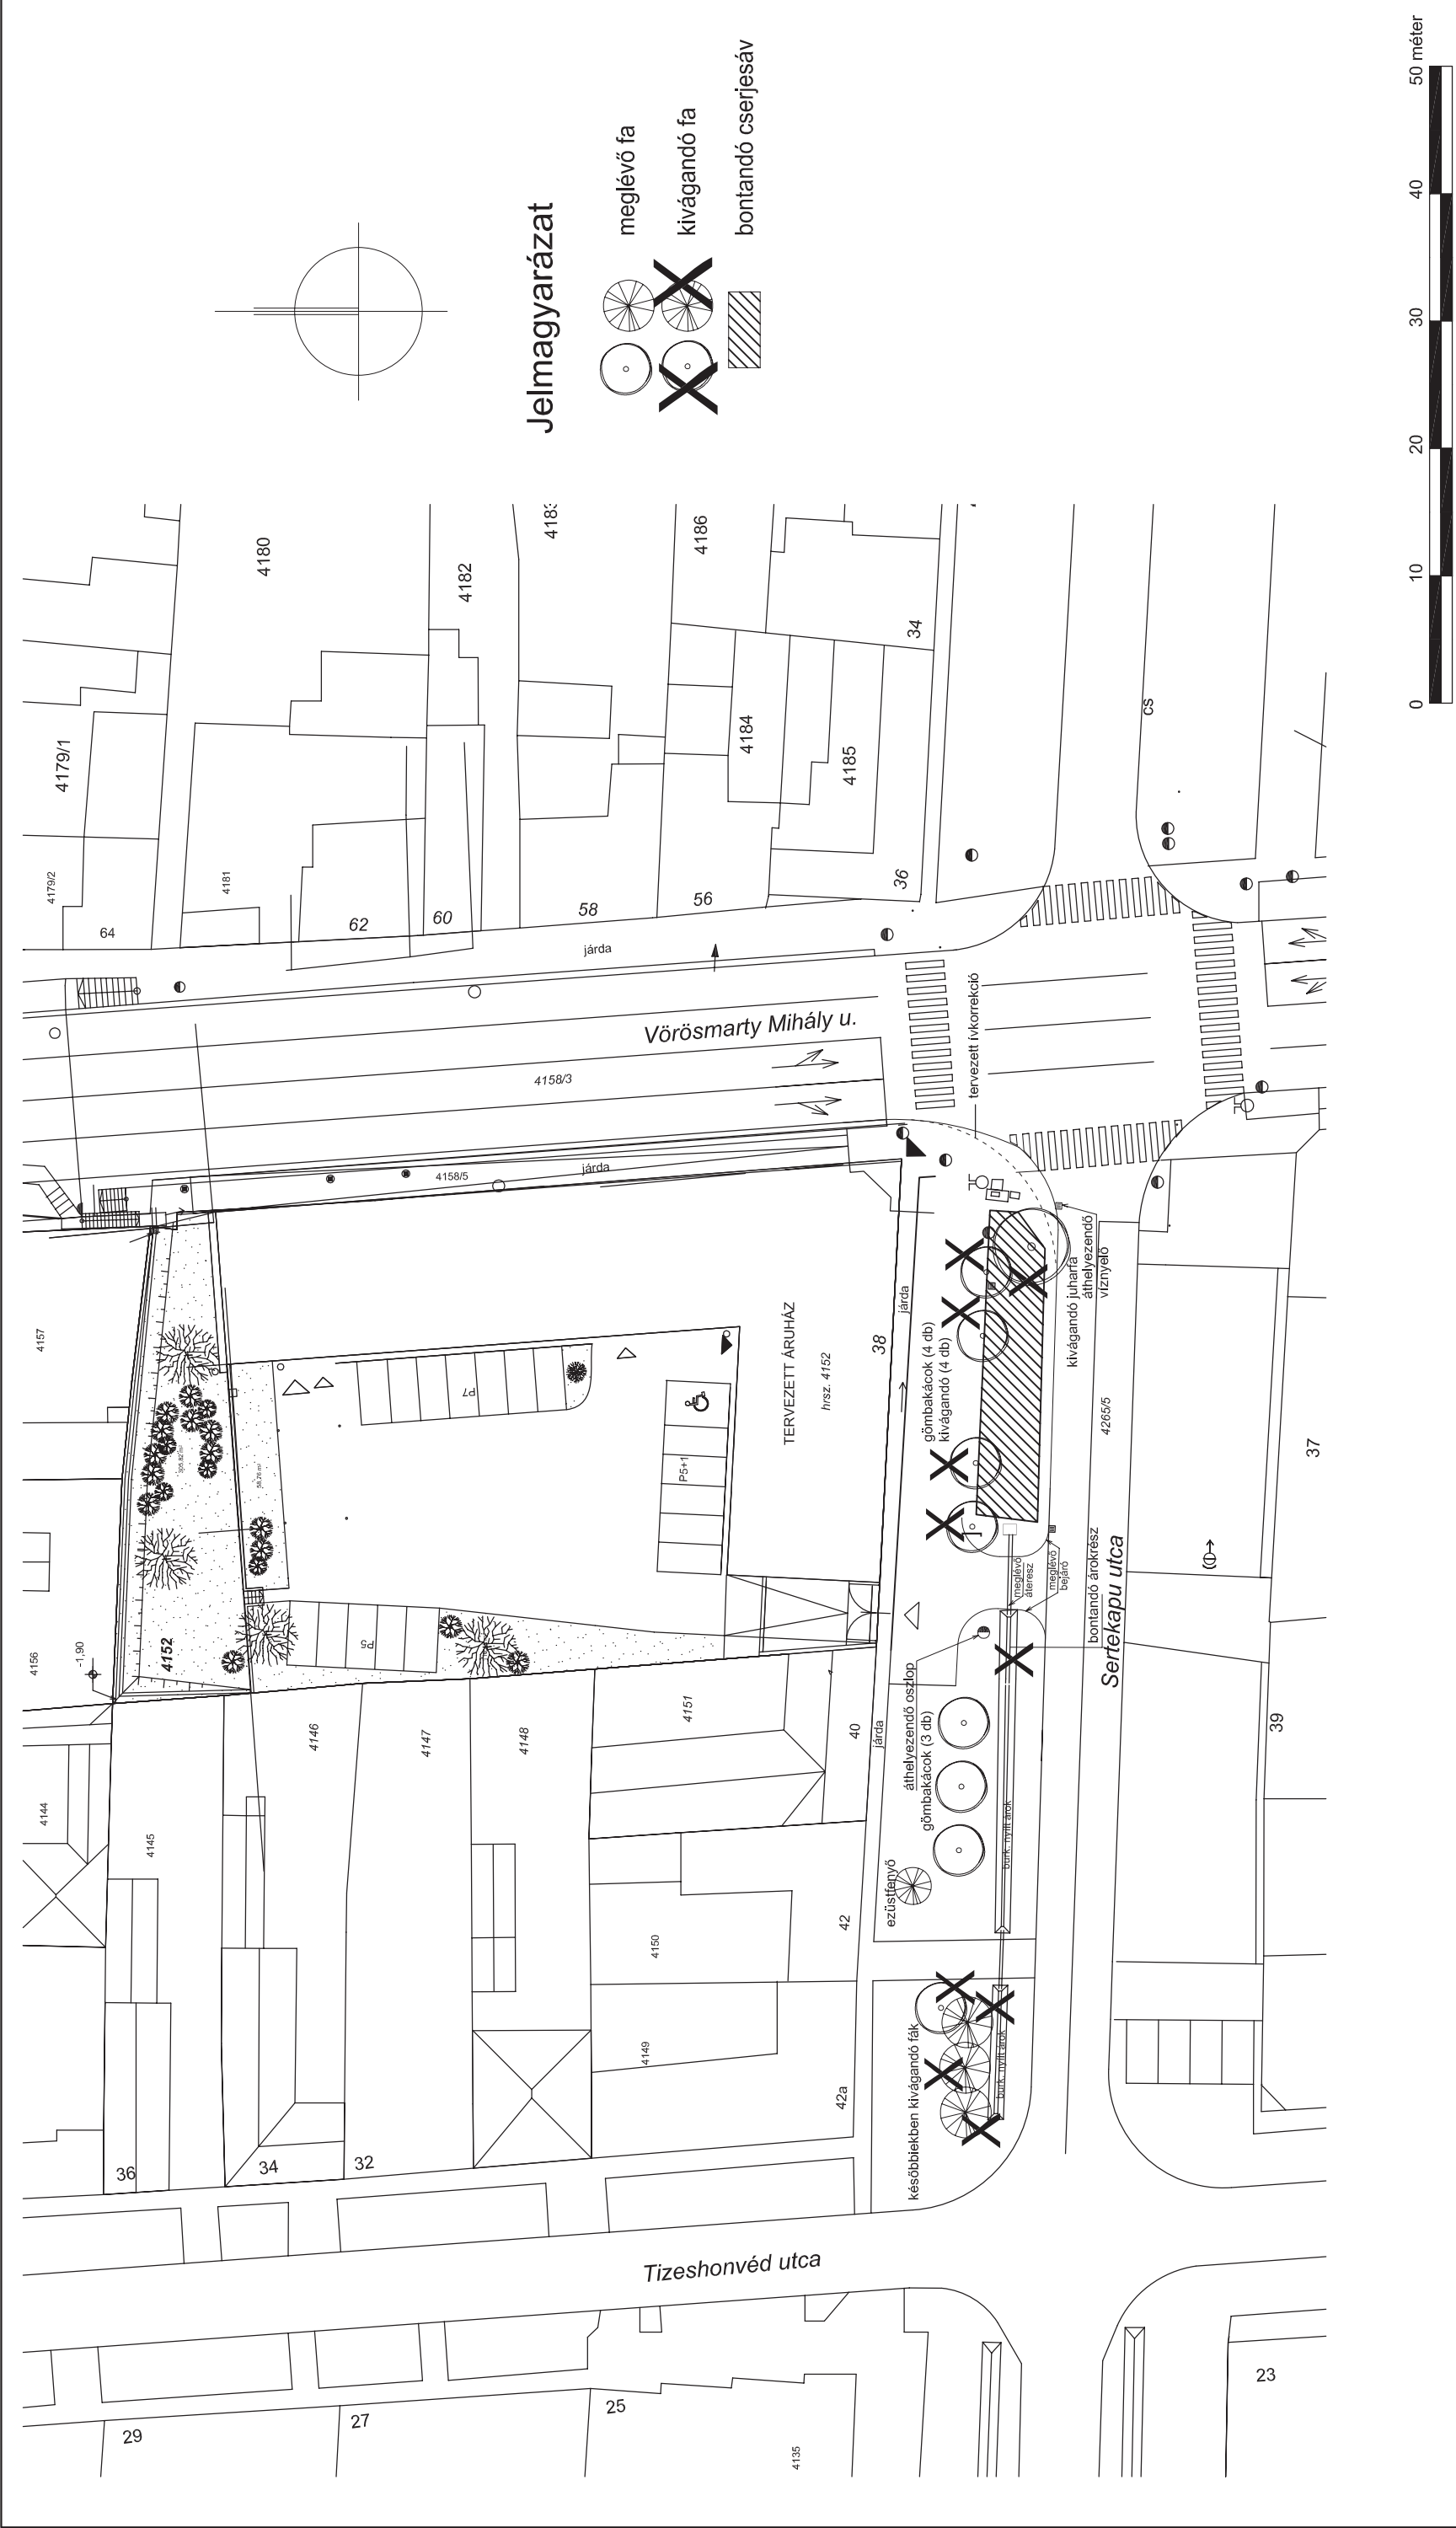 Jelmagyarázat
meglévő fa
kivágandó fa
bontandó cserjesáv
0
10
20
30
40
50 méter
4179/1
4180
4182
4186
4179/2
4181
4184
4185
34
64
62
60
58
56
36
járda
Vörösmarty Mihály u.
4158/3
tervezett ívkorrekció
cs
4158/5
járda
4157
TERVEZETT ÁRUHÁZ
hrsz. 4152
P7
P5+1
P5
38
járda
gömbakácok (4 db)
kivágandó (4 db)
kivágandó juharfa
áthelyezendő
víznyelő
4265/5
37
meglévő
áteresz
meglévő
bejáró
bontandó árokrész
Sertekapu utca
4156
-1,90
4152
4146
4147
4148
4151
40
járda
áthelyezendő oszlop
gömbakácok (3 db)
burk. nyílt árok
39
4144
4145
4150
42
ezüstfenyő
4149
42a
későbbiekben kivágandó fák
burk. nyílt árok
36
34
32
Tizeshonvéd utca
29
27
25
4135
23